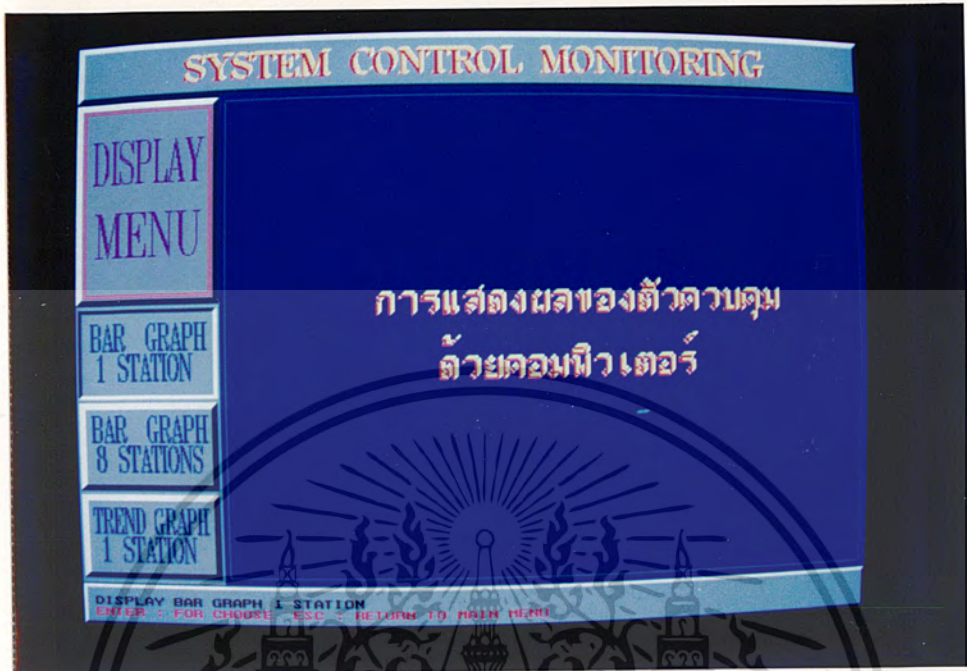 SYSTEM CONTROL MONITORING
DISPLAY
MENU
การแสดงผลของตัวควบคุม
ด้วยคอมพิวเตอร์
BAR GRAPH
1 STATION
BAR GRAPH
8 STATIONS
TREND GRAPH
1 STATION
DISPLAY BAR GRAPH 1 STATION
ENTER : FOR CHOOSE ESC : RETURN TO MAIN MENU